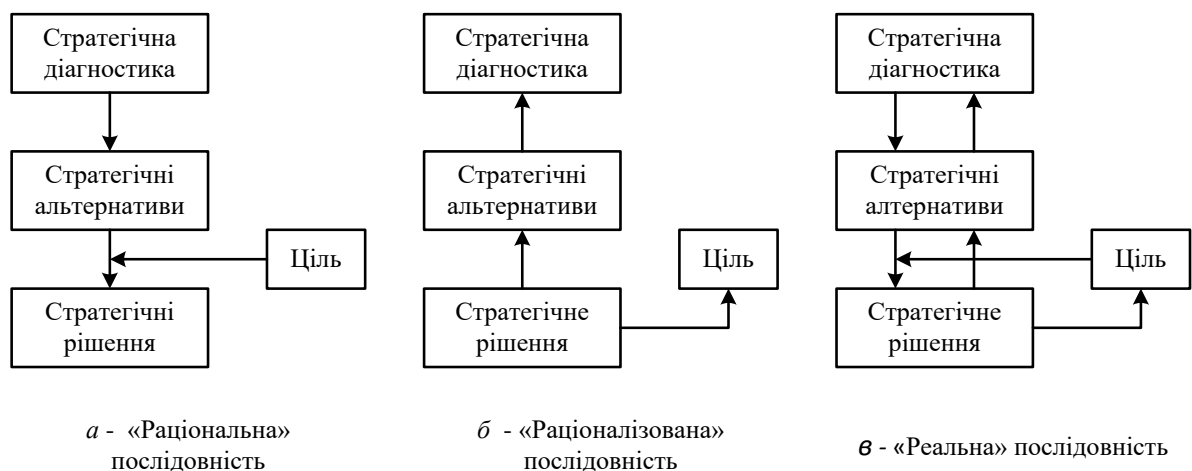 Стратегічна
діагностика
Стратегічні
альтернативи
Ціль
Стратегічні
рішення
а - «Раціональна»
послідовність
Стратегічна
діагностика
Стратегічні
альтернативи
Ціль
Стратегічне
рішення
б - «Раціоналізована»
послідовність
Стратегічна
діагностика
Стратегічні
алтернативи
Ціль
Стратегічне
рішення
в - «Реальна» послідовність